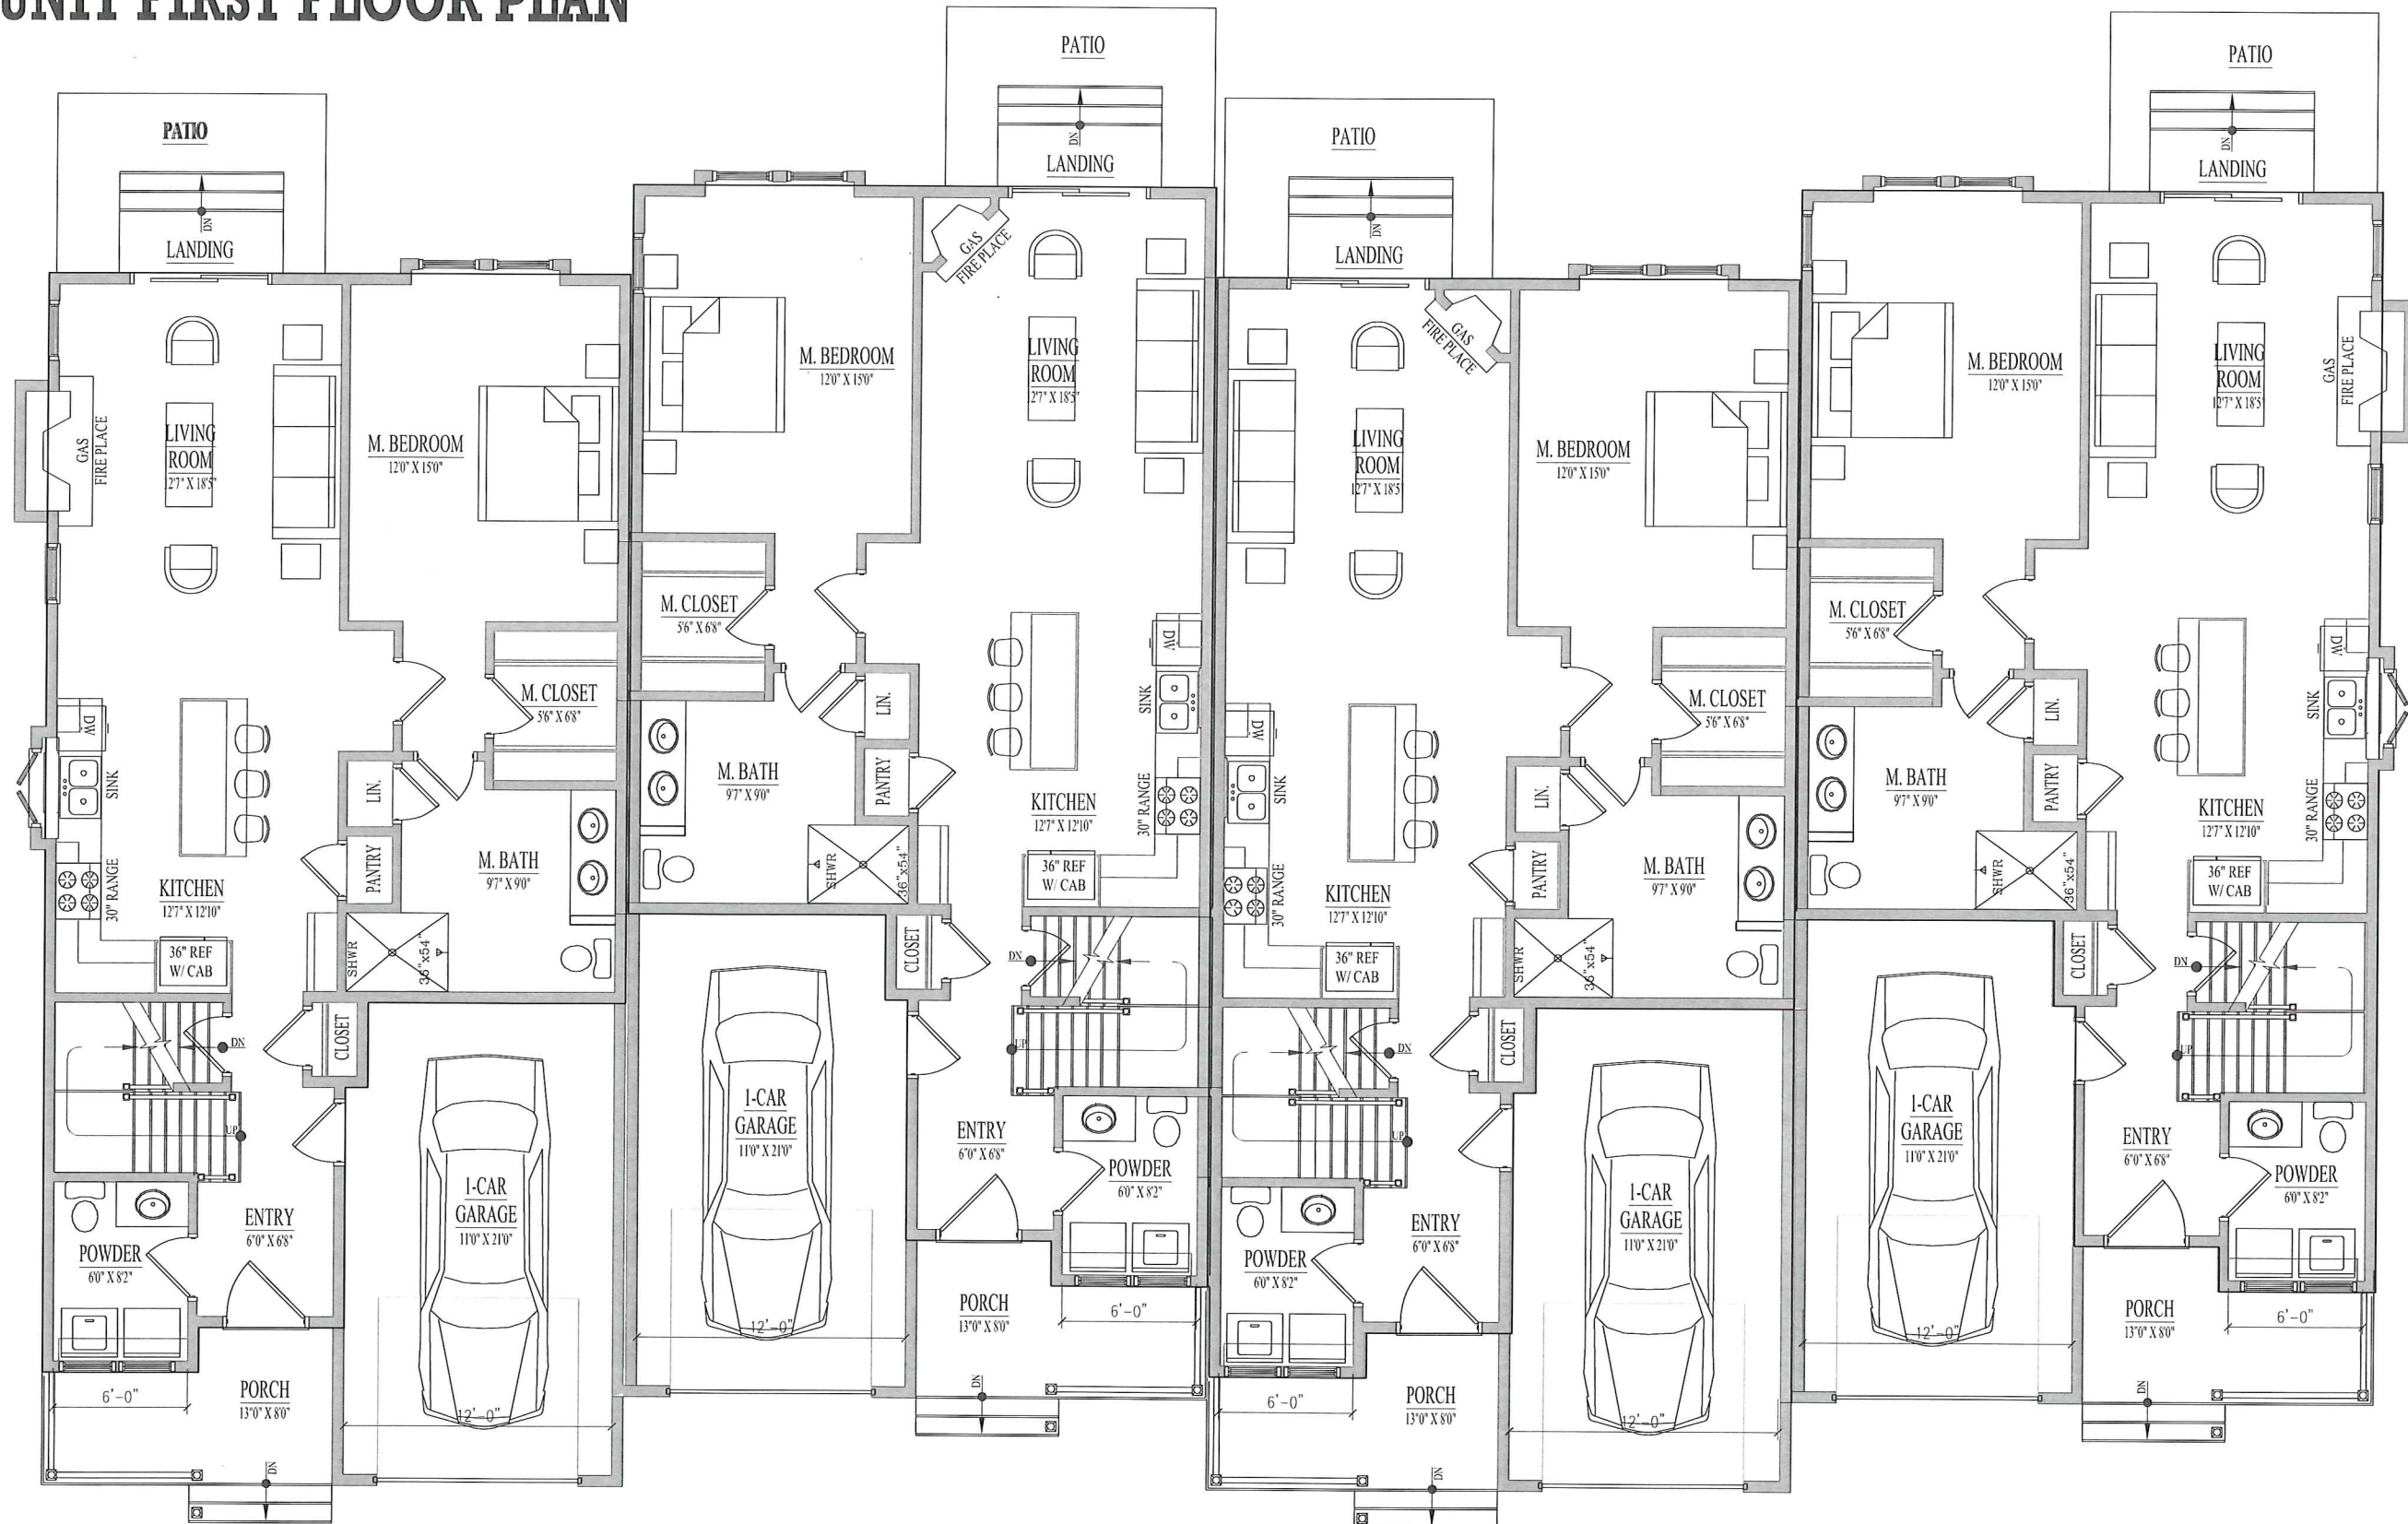 UNIT FIRST FLOOR PLAN
PATIO
DN
LANDING
GAS
FIRE PLACE
LIVING
ROOM
12'7" X 18'5"
M. BEDROOM
12'0" X 15'0"
M. CLOSET
5'6" X 6'8"
DW
SINK
30" RANGE
LIN.
PANTRY
KITCHEN
12'7" X 12'10"
M. BATH
9'7" X 9'0"
36" REF
W/ CAB
SHWR
36"x54"
CLOSET
DN
UP
ENTRY
6'0" X 6'8"
POWDER
6'0" X 8'2"
1-CAR
GARAGE
11'0" X 21'0"
12'-0"
6'-0"
PORCH
13'0" X 8'0"
DN
PATIO
DN
LANDING
M. BEDROOM
12'0" X 15'0"
GAS
FIRE PLACE
LIVING
ROOM
12'7" X 18'5"
M. CLOSET
5'6" X 6'8"
DW
SINK
LIN.
PANTRY
M. BATH
9'7" X 9'0"
KITCHEN
12'7" X 12'10"
30" RANGE
SHWR
36"x54"
36" REF
W/ CAB
CLOSET
DN
UP
1-CAR
GARAGE
11'0" X 21'0"
12'-0"
ENTRY
6'0" X 6'8"
POWDER
6'0" X 8'2"
PORCH
13'0" X 8'0"
6'-0"
DN
PATIO
DN
LANDING
GAS
FIRE PLACE
LIVING
ROOM
12'7" X 18'5"
M. BEDROOM
12'0" X 15'0"
M. CLOSET
5'6" X 6'8"
DW
SINK
30" RANGE
LIN.
PANTRY
KITCHEN
12'7" X 12'10"
M. BATH
9'7" X 9'0"
36" REF
W/ CAB
SHWR
36"x54"
CLOSET
DN
UP
ENTRY
6'0" X 6'8"
POWDER
6'0" X 8'2"
1-CAR
GARAGE
11'0" X 21'0"
12'-0"
6'-0"
PORCH
13'0" X 8'0"
DN
PATIO
DN
LANDING
M. BEDROOM
12'0" X 15'0"
LIVING
ROOM
12'7" X 18'5"
GAS
FIRE PLACE
M. CLOSET
5'6" X 6'8"
DW
SINK
LIN.
PANTRY
M. BATH
9'7" X 9'0"
KITCHEN
12'7" X 12'10"
30" RANGE
SHWR
36"x54"
36" REF
W/ CAB
CLOSET
DN
UP
1-CAR
GARAGE
11'0" X 21'0"
12'-0"
ENTRY
6'0" X 6'8"
POWDER
6'0" X 8'2"
PORCH
13'0" X 8'0"
6'-0"
DN